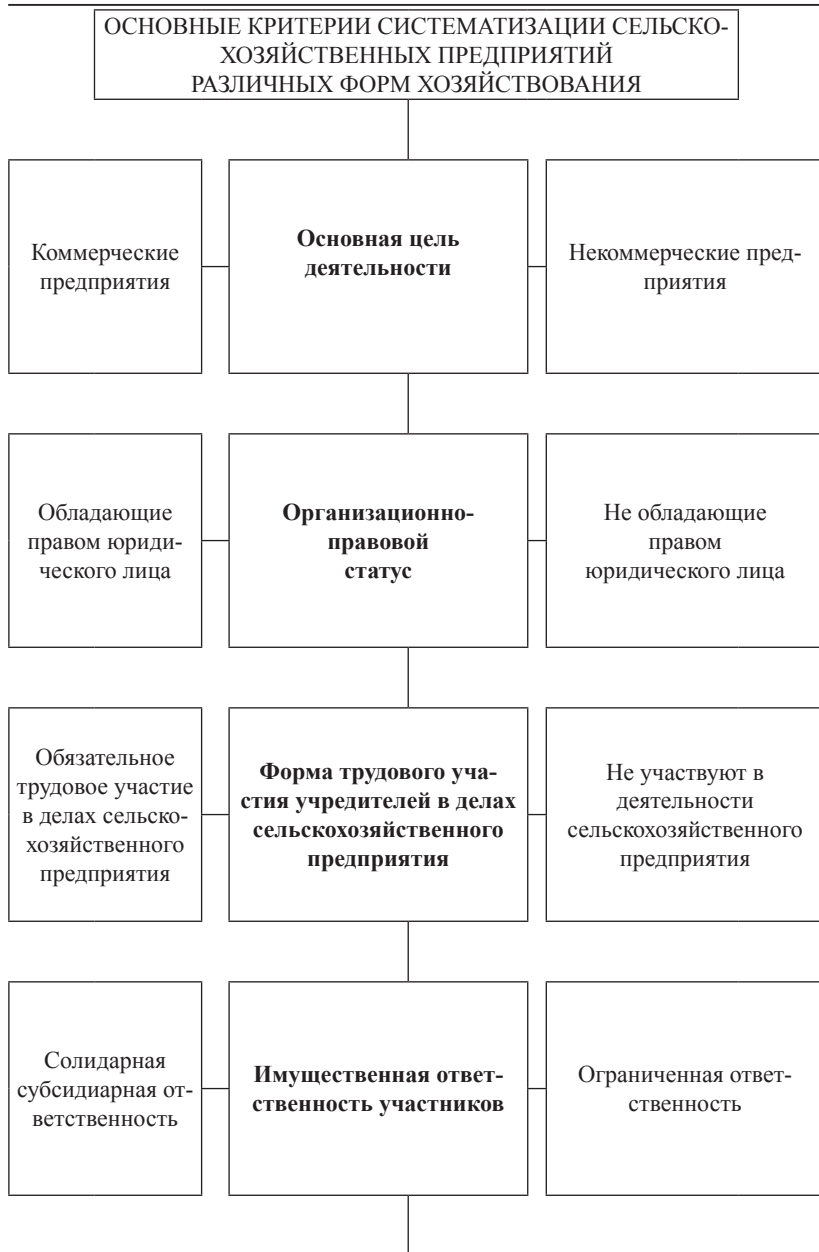 ОСНОВНЫЕ КРИТЕРИИ СИСТЕМАТИЗАЦИИ СЕЛЬСКО-
ХОЗЯЙСТВЕННЫХ ПРЕДПРИЯТИЙ
РАЗЛИЧНЫХ ФОРМ ХОЗЯЙСТВОВАНИЯ
Коммерческие
предприятия
Основная цель
деятельности
Некоммерческие пред-
приятия
Обладающие
правом юриди-
ческого лица
Организационно-
правовой
статус
Не обладающие
правом
юридического лица
Обязательное
трудовое участие
в делах сельско-
хозяйственного
предприятия
Форма трудового уча-
стия учредителей в делах
сельскохозяйственного
предприятия
Не участвуют в
деятельности
сельскохозяйственного
предприятия
Солидарная
субсидиарная от-
ветственность
Имущественная ответ-
ственность участников
Ограниченная ответ-
ственность